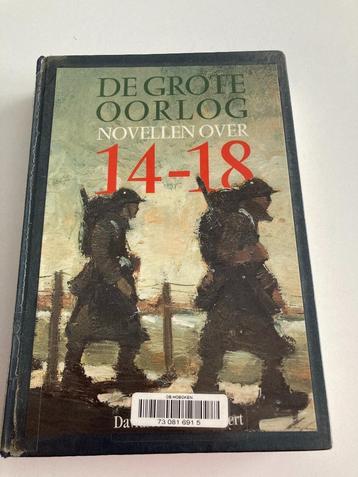 DE GROTE
OORLOG
NOVELLEN OVER
14-18
OB HOBOKEN
73 081 691 5